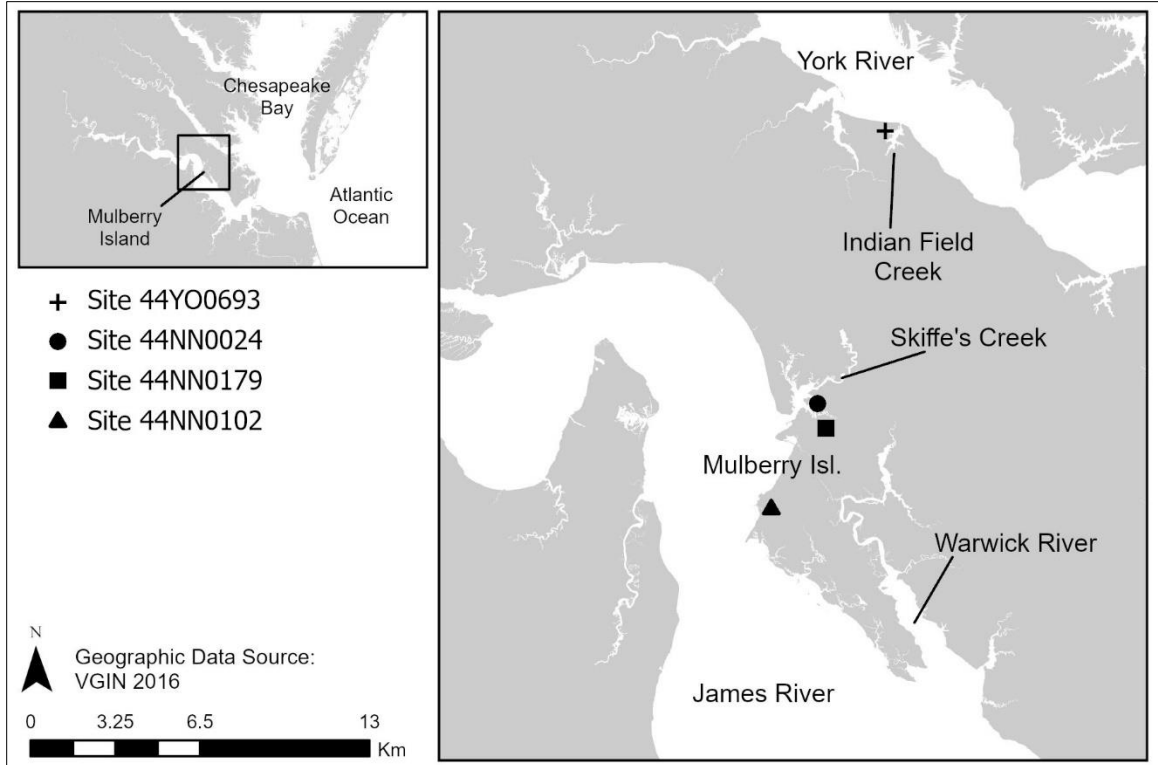 Chesapeake
Bay
Atlantic
Ocean
Mulberry
Island
Site 44YO0693
Site 44NN0024
Site 44NN0179
Site 44NN0102
N
Geographic Data Source:
VGIN 2016
0 3.25 6.5 13
Km
York River
Indian Field
Creek
Skiffe's Creek
Mulberry Isl.
Warwick River
James River